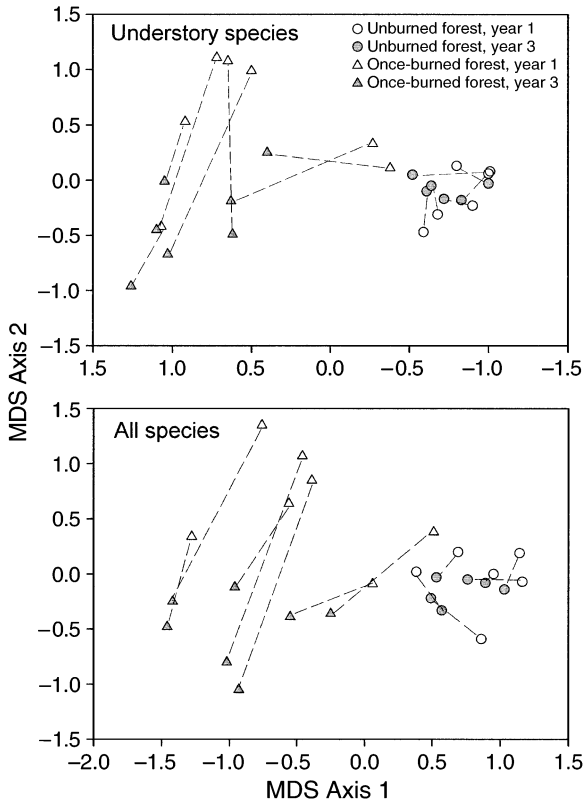 Understory species
Unburned forest, year 1
Unburned forest, year 3
Once-burned forest, year 1
Once-burned forest, year 3
1.5
1.0
0.5
0.0
−0.5
−1.0
−1.5
1.5 1.0 0.5 0.0 −0.5 −1.0 −1.5
MDS Axis 2
All species
1.5
1.0
0.5
0.0
−0.5
−1.0
−1.5
−2.0 −1.5 −1.0 −0.5 0.0 0.5 1.0 1.5
MDS Axis 1